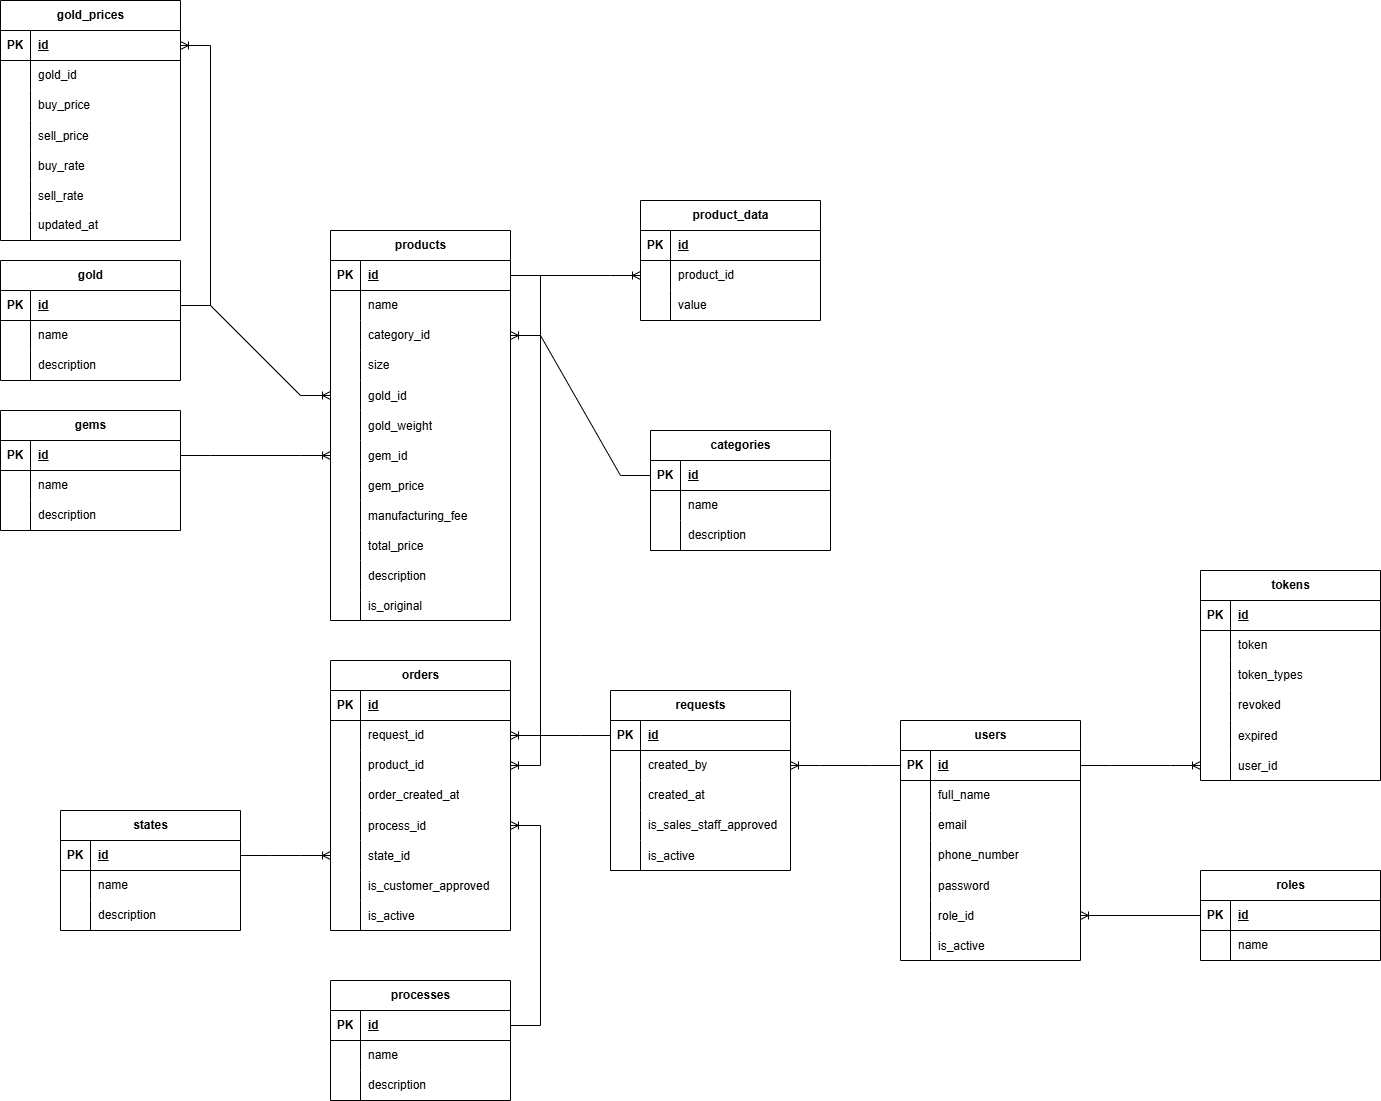 gold_prices
PK id
gold_id
buy_price
sell_price
buy_rate
sell_rate
updated_at
gold
PK id
name
description
gems
PK id
name
description
products
PK id
name
category_id
size
gold_id
gold_weight
gem_id
gem_price
manufacturing_fee
total_price
description
is_original
product_data
PK id
product_id
value
categories
PK id
name
description
orders
PK id
request_id
product_id
order_created_at
process_id
state_id
is_customer_approved
is_active
states
PK id
name
description
processes
PK id
name
description
requests
PK id
created_by
created_at
is_sales_staff_approved
is_active
users
PK id
full_name
email
phone_number
password
role_id
is_active
tokens
PK id
token
token_types
revoked
expired
user_id
roles
PK id
name